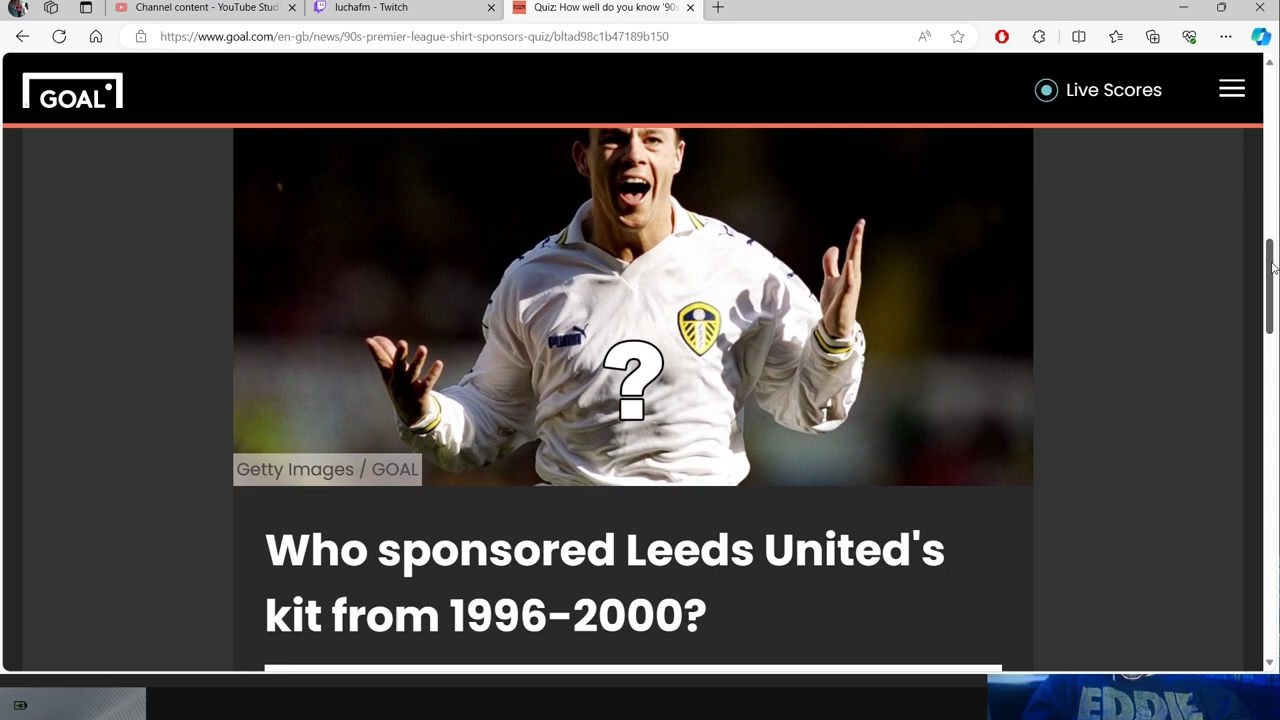 Channel content - YouTube Stud
luchafm - Twitch
Quiz: How well do you know '90s
https://www.goal.com/en-gb/news/90s-premier-league-shirt-sponsors-quiz/bltad98c1b47189b150
GOAL
Live Scores
PUMA
?
Getty Images / GOAL
Who sponsored Leeds United's
kit from 1996-2000?
EDDIE